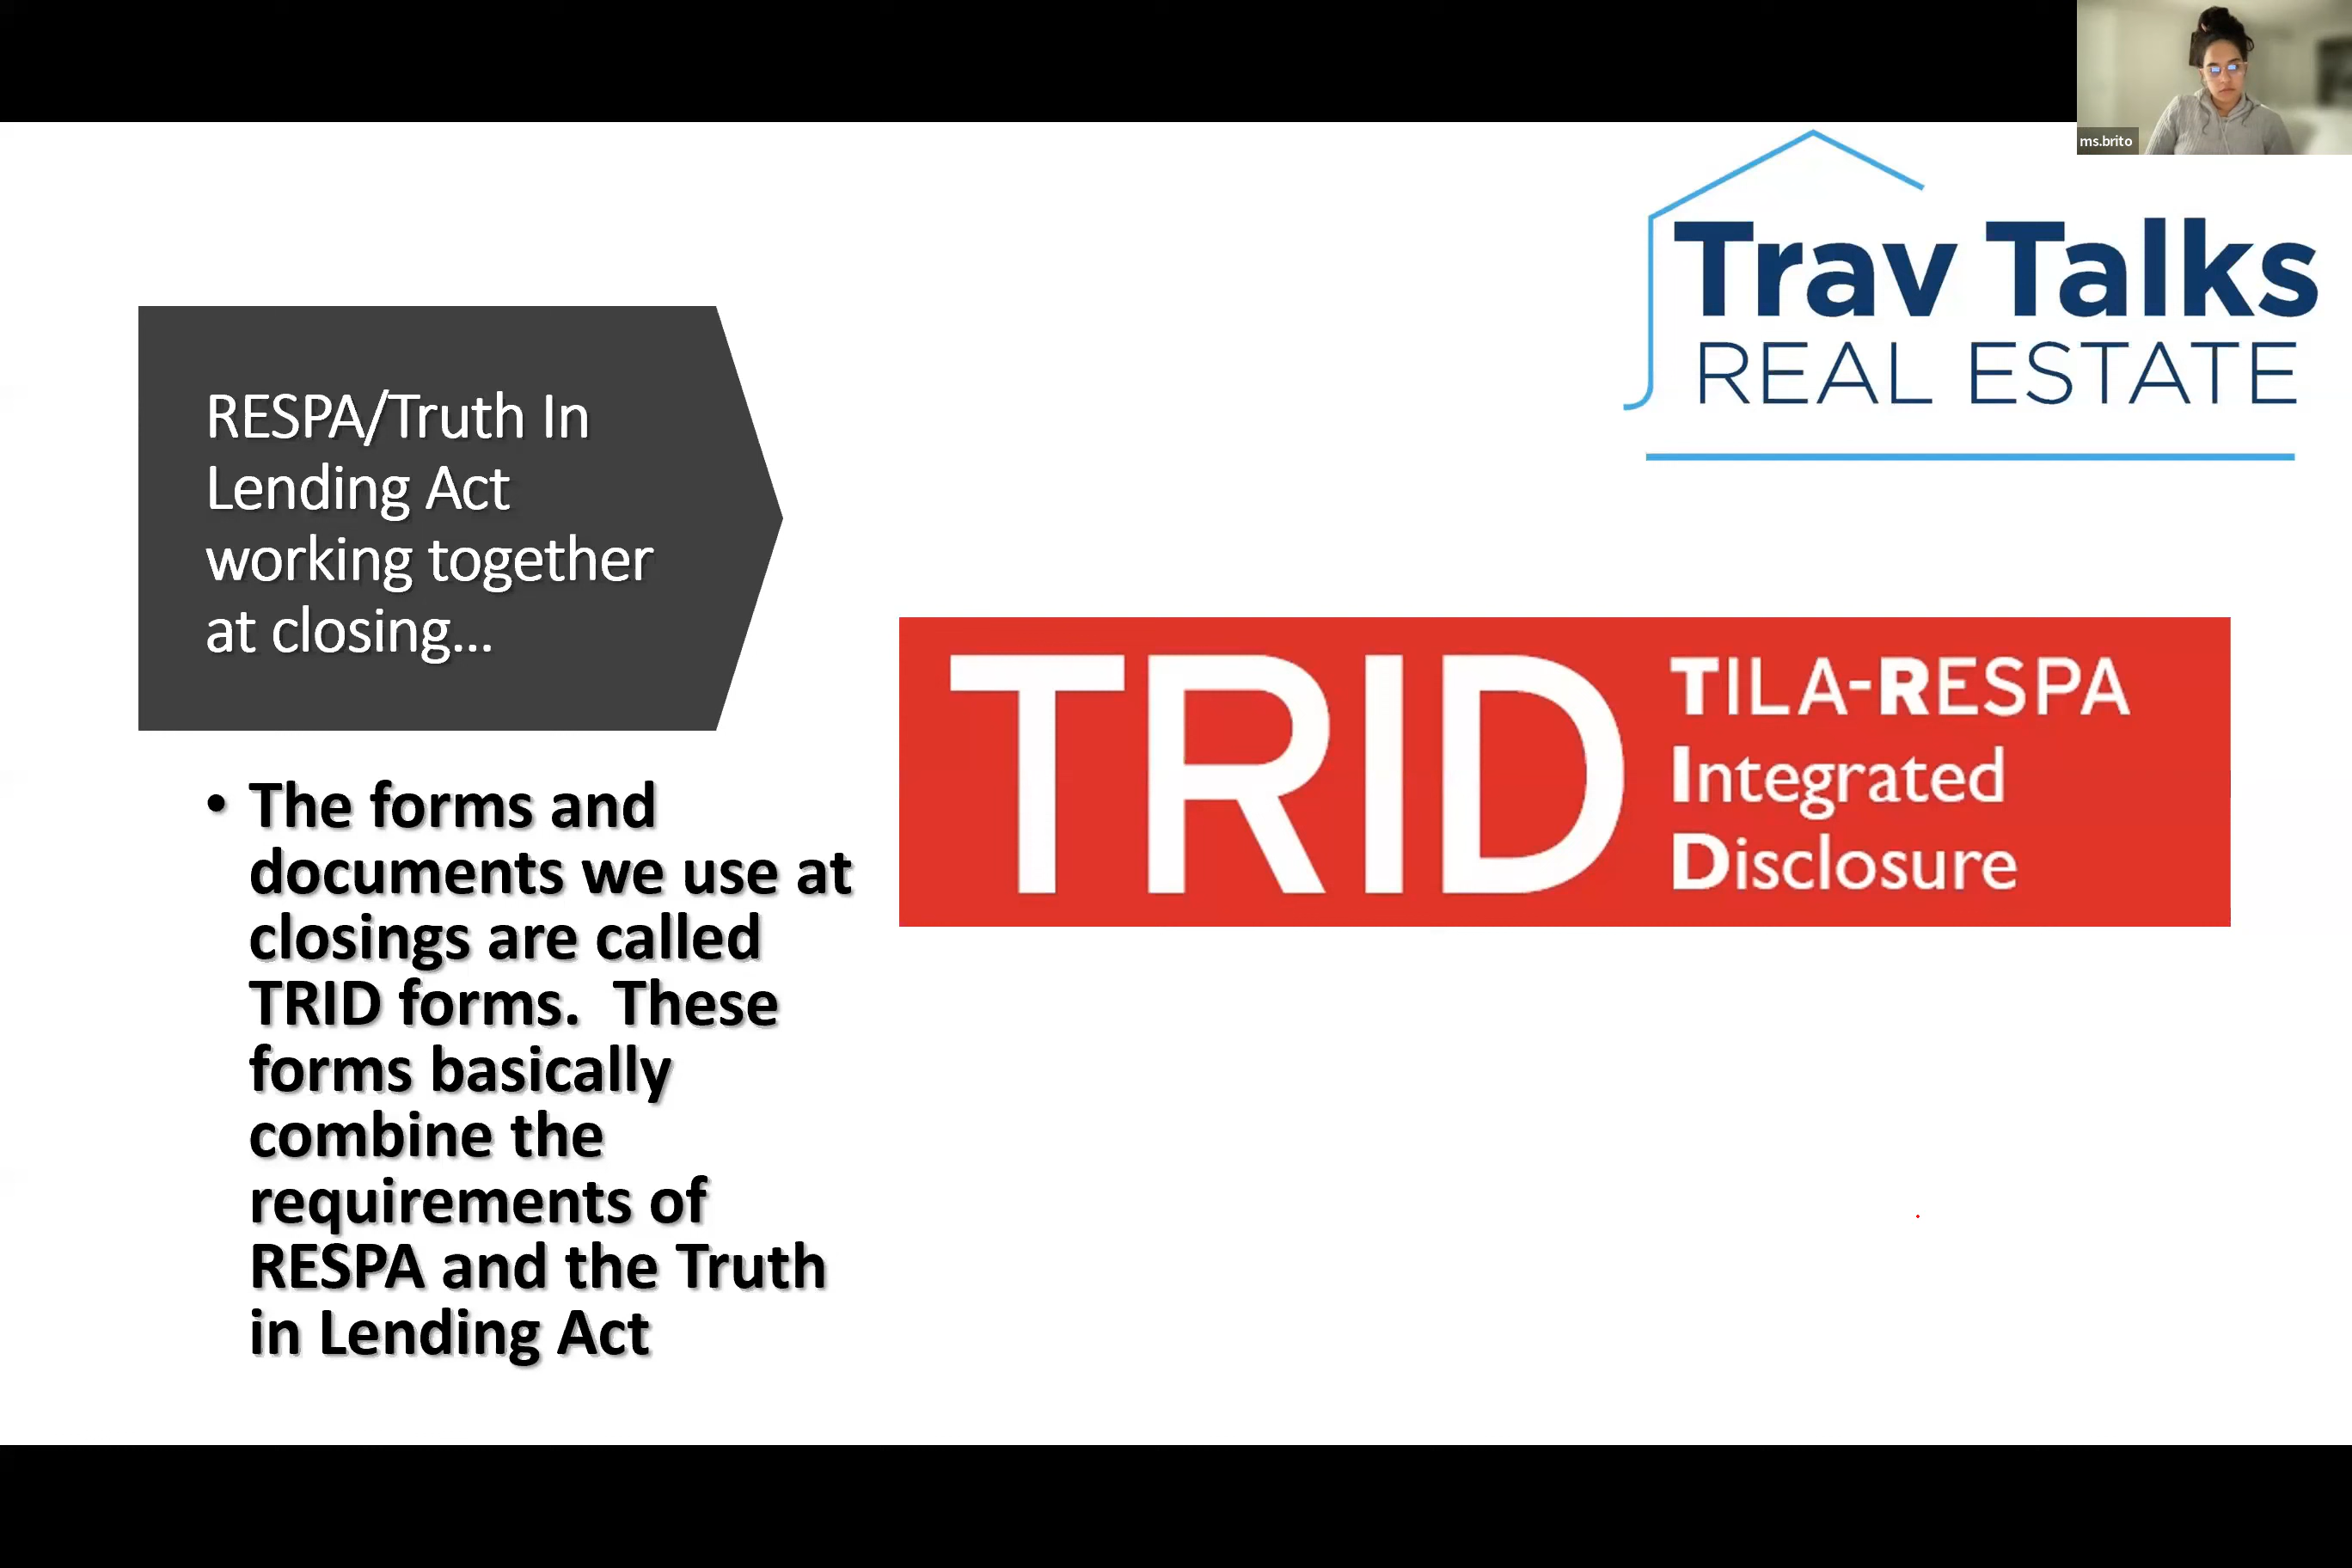 ms.brito
Trav Talks
REAL ESTATE
RESPA/Truth In
Lending Act
working together
at closing...
TRID
TILA-RESPA
Integrated
Disclosure
• The forms and
documents we use at
closings are called
TRID forms.  These
forms basically
combine the
requirements of
RESPA and the Truth
in Lending Act